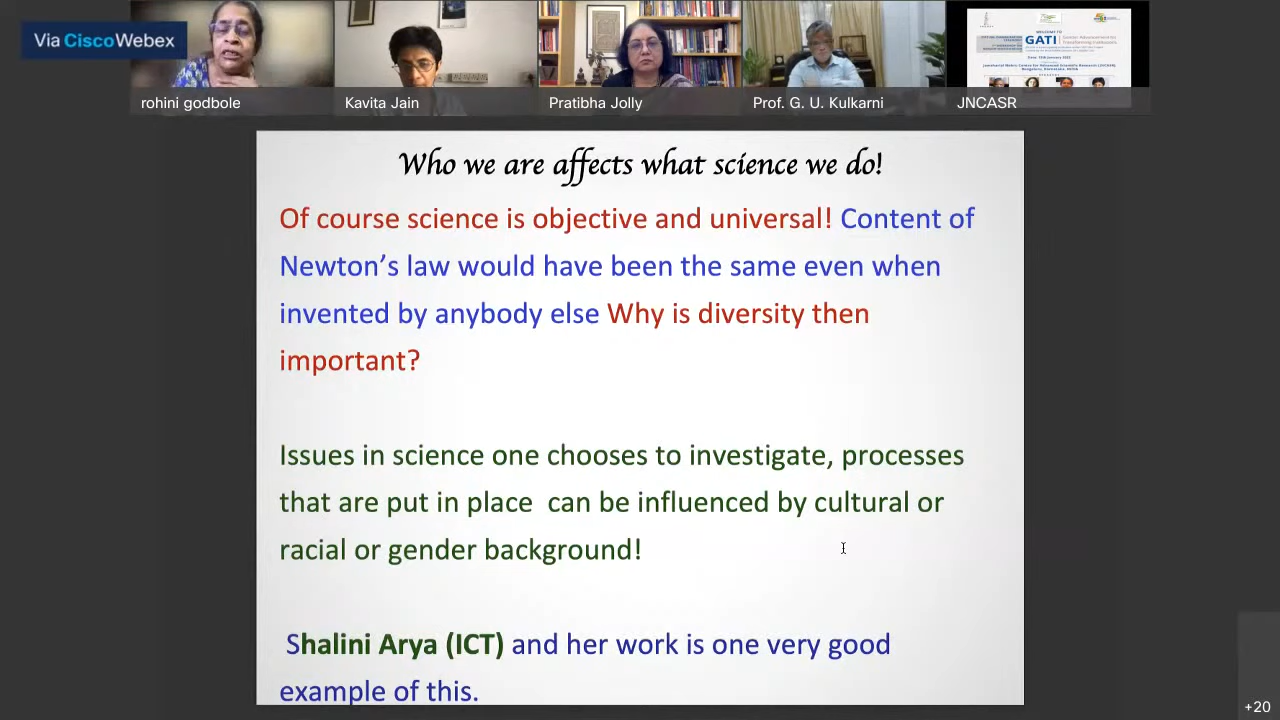 Via Cisco Webex
rohini godbole
Kavita Jain
Pratibha Jolly
Prof. G. U. Kulkarni
JNCASR
WELCOME TO
GATI
Who we are affects what science we do!
Of course science is objective and universal! Content of
Newton’s law would have been the same even when
invented by anybody else Why is diversity then
important?
Issues in science one chooses to investigate, processes
that are put in place can be influenced by cultural or
racial or gender background!
Shalini Arya (ICT) and her work is one very good
example of this.
+20